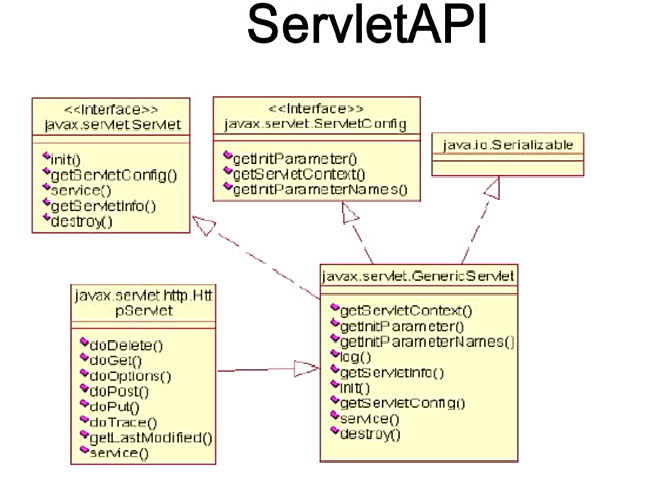 ServletAPI
<<Interface>>
javax.servlet.Servlet
init()
getServletConfig()
service()
getServletInfo()
destroy()
<<Interface>>
javax.servlet.ServletConfig
getInitParameter()
getServletContext()
getInitParameterNames()
java.io.Serializable
javax.servlet.http.Htt
pServlet
doDelete()
doGet()
doOptions()
doPost()
doPut()
doTrace()
getLastModified()
service()
javax.servlet.GenericServlet
getServletContext()
getInitParameter()
getInitParameterNames()
log()
getServletInfo()
init()
getServletConfig()
service()
destroy()